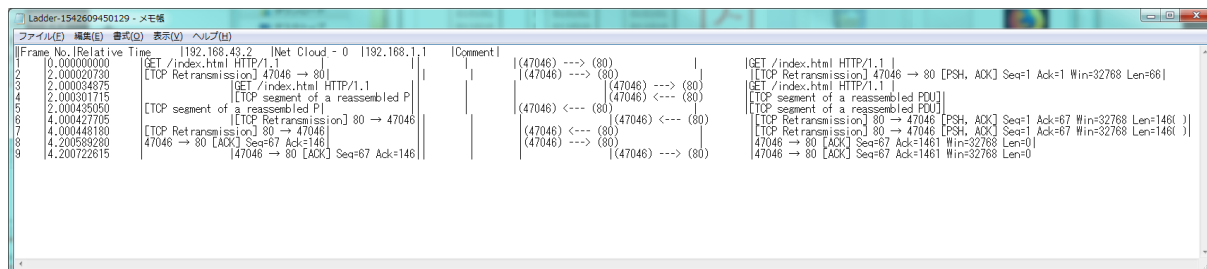 Ladder-1542609450129 - メモ帳
ファイル(F) 編集(E) 書式(O) 表示(V) ヘルプ(H)
||Frame No.|Relative Time |192.168.43.2 |Net Cloud - 0 |192.168.1.1 |Comment|
1 |0.000000000 |GET /index.html HTTP/1.1 | || | |(47046) ---> (80) | |GET /index.html HTTP/1.1 |
2 |2.000020730 |[TCP Retransmission] 47046 → 80| || | |(47046) ---> (80) | |[TCP Retransmission] 47046 → 80 [PSH, ACK] Seq=1 Ack=1 Win=32768 Len=66|
3 |2.000034875 | |GET /index.html HTTP/1.1 || | | |(47046) ---> (80) |GET /index.html HTTP/1.1 |
4 |2.000301715 | |[TCP segment of a reassembled P|| | | |(47046) <--- (80) |[TCP segment of a reassembled PDU]|
5 |2.000435050 |[TCP segment of a reassembled P| || | |(47046) <--- (80) | |[TCP segment of a reassembled PDU]|
6 |4.000427705 | |[TCP Retransmission] 80 → 47046|| | | |(47046) <--- (80) |[TCP Retransmission] 80 → 47046 [PSH, ACK] Seq=1 Ack=67 Win=32768 Len=146( )|
7 |4.000448180 |[TCP Retransmission] 80 → 47046| || | |(47046) <--- (80) | |[TCP Retransmission] 80 → 47046 [PSH, ACK] Seq=1 Ack=67 Win=32768 Len=146( )|
8 |4.200589280 |47046 → 80 [ACK] Seq=67 Ack=146| || | |(47046) ---> (80) | |47046 → 80 [ACK] Seq=67 Ack=1461 Win=32768 Len=0|
9 |4.200722615 | |47046 → 80 [ACK] Seq=67 Ack=146|| | | |(47046) ---> (80) |47046 → 80 [ACK] Seq=67 Ack=1461 Win=32768 Len=0